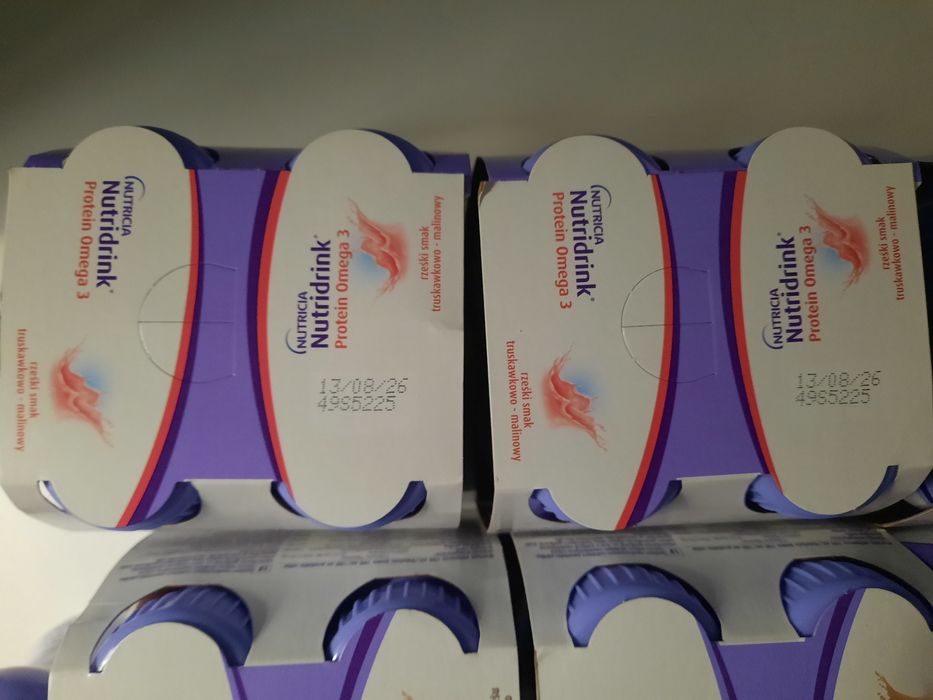 NUTRICIA
Nutridrink®
Protein Omega 3
rześki smak
truskawkowo - malinowy
NUTRICIA
Nutridrink®
Protein Omega 3
rześki smak
truskawkowo - malinowy
13/08/26
49S5225
NUTRICIA
Nutridrink®
Protein Omega 3
rześki smak
truskawkowo - malinowy
NUTRICIA
Nutridrink®
Protein Omega 3
rześki smak
truskawkowo - malinowy
13/08/26
49S5225